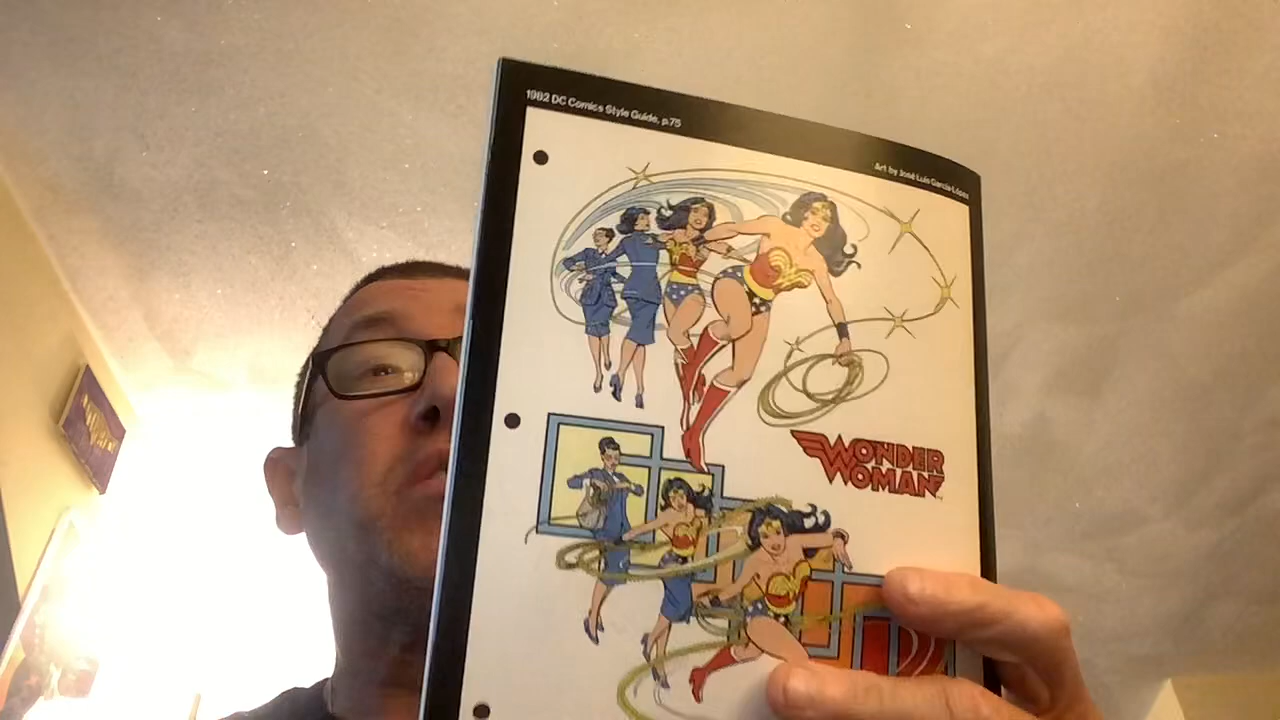 1982 DC Comics Style Guide, p.75
Art by José Luis García-López
WONDER
WOMAN